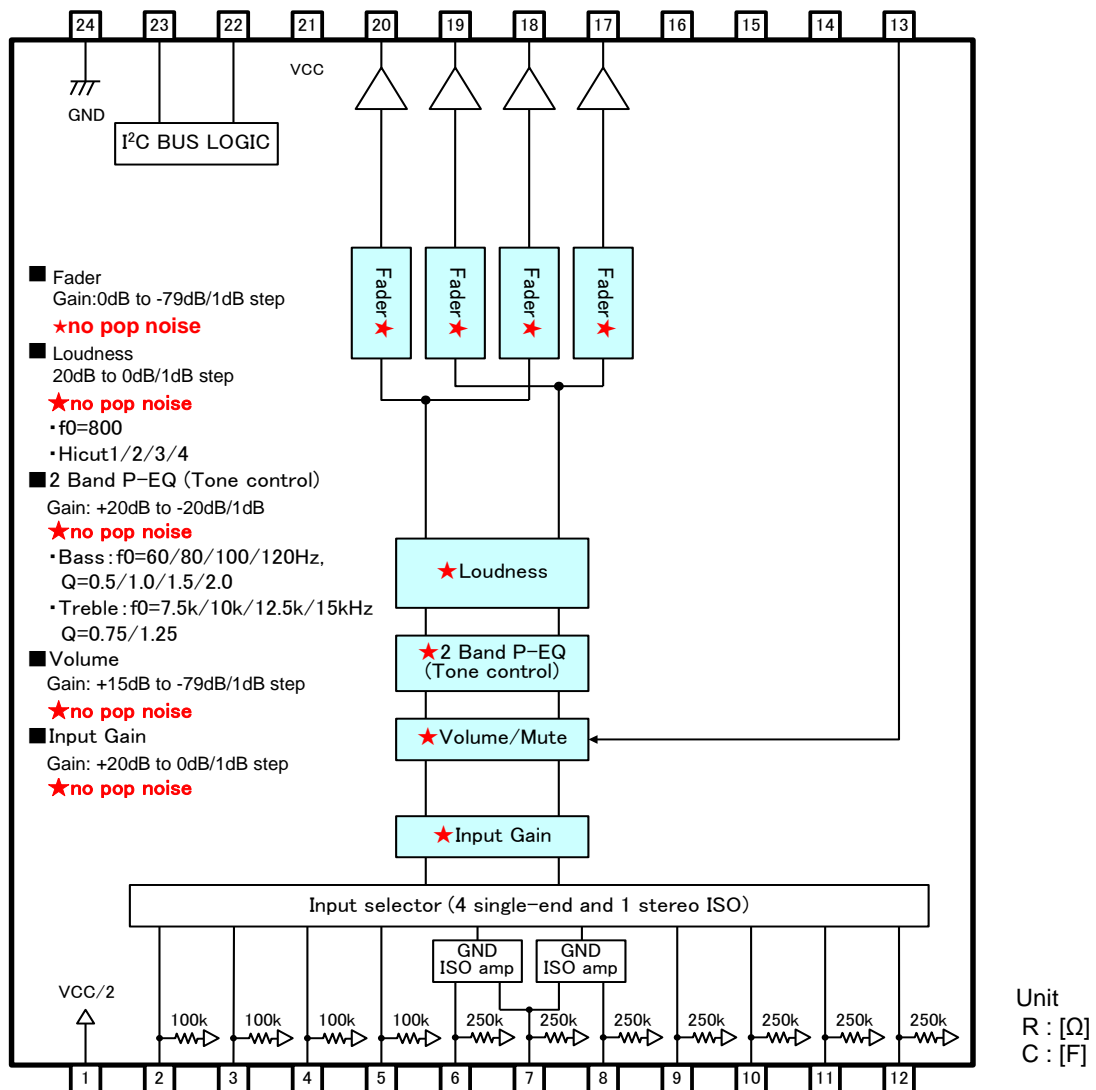 24 23 22 21 20 19 18 17 16 15 14 13
VCC
GND
I²C BUS LOGIC
Fader★ Fader★ Fader★ Fader★
■ Fader
Gain:0dB to -79dB/1dB step
★no pop noise
■ Loudness
20dB to 0dB/1dB step
★no pop noise
・f0=800
・Hicut1/2/3/4
■2 Band P-EQ (Tone control)
Gain: +20dB to -20dB/1dB
★no pop noise
・Bass:f0=60/80/100/120Hz,
Q=0.5/1.0/1.5/2.0
・Treble:f0=7.5k/10k/12.5k/15kHz
Q=0.75/1.25
■Volume
Gain: +15dB to -79dB/1dB step
★no pop noise
■Input Gain
Gain: +20dB to 0dB/1dB step
★no pop noise
★Loudness
★2 Band P-EQ
(Tone control)
★Volume/Mute
★Input Gain
Input selector (4 single-end and 1 stereo ISO)
GND
ISO amp
GND
ISO amp
VCC/2
100k 100k 100k 100k 250k 250k 250k 250k 250k 250k 250k
1 2 3 4 5 6 7 8 9 10 11 12
Unit
R : [Ω]
C : [F]